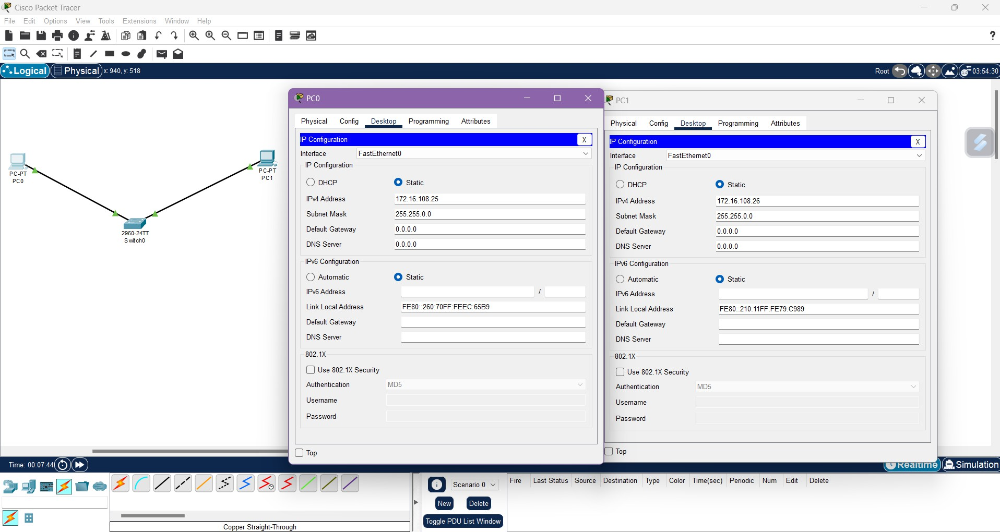 Cisco Packet Tracer
File Edit Options View Tools Extensions Window Help
?
Logical Physical x: 940, y: 518 Root 03:54:30
PC-PT
PC0
PC-PT
PC1
2960-24TT
Switch0
PC0
Physical Config Desktop Programming Attributes
IP Configuration X
Interface FastEthernet0
IP Configuration
DHCP Static
IPv4 Address 172.16.108.25
Subnet Mask 255.255.0.0
Default Gateway 0.0.0.0
DNS Server 0.0.0.0
IPv6 Configuration
Automatic Static
IPv6 Address /
Link Local Address FE80::260:70FF:FEEC:65B9
Default Gateway
DNS Server
802.1X
Use 802.1X Security
Authentication MD5
Username
Password
Top
PC1
Physical Config Desktop Programming Attributes
IP Configuration X
Interface FastEthernet0
IP Configuration
DHCP Static
IPv4 Address 172.16.108.26
Subnet Mask 255.255.0.0
Default Gateway 0.0.0.0
DNS Server 0.0.0.0
IPv6 Configuration
Automatic Static
IPv6 Address /
Link Local Address FE80::210:11FF:FE79:C989
Default Gateway
DNS Server
802.1X
Use 802.1X Security
Authentication MD5
Username
Password
Top
Time: 00:07:44 Realtime Simulation
Scenario 0
New Delete
Toggle PDU List Window
Fire Last Status Source Destination Type Color Time(sec) Periodic Num Edit Delete
Copper Straight-Through